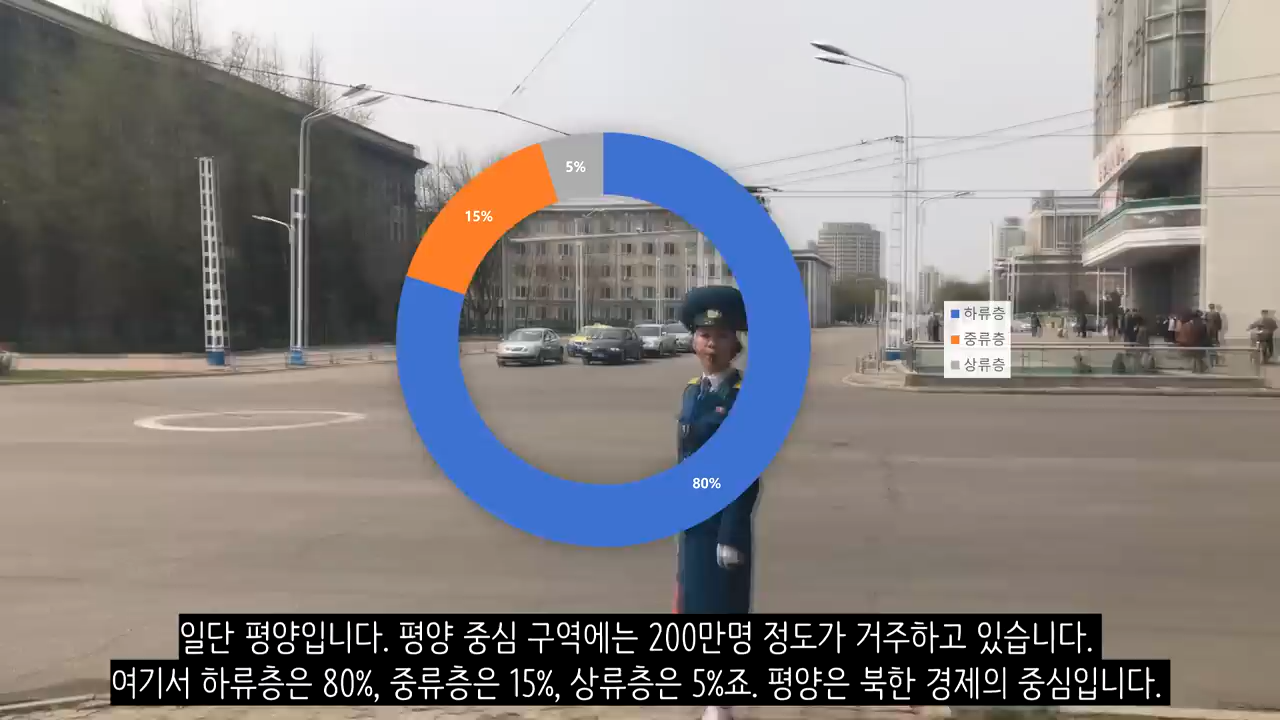 5%
15%
하류층
중류층
상류층
80%
일단 평양입니다. 평양 중심 구역에는 200만명 정도가 거주하고 있습니다.
여기서 하류층은 80%, 중류층은 15%, 상류층은 5%죠. 평양은 북한 경제의 중심입니다.